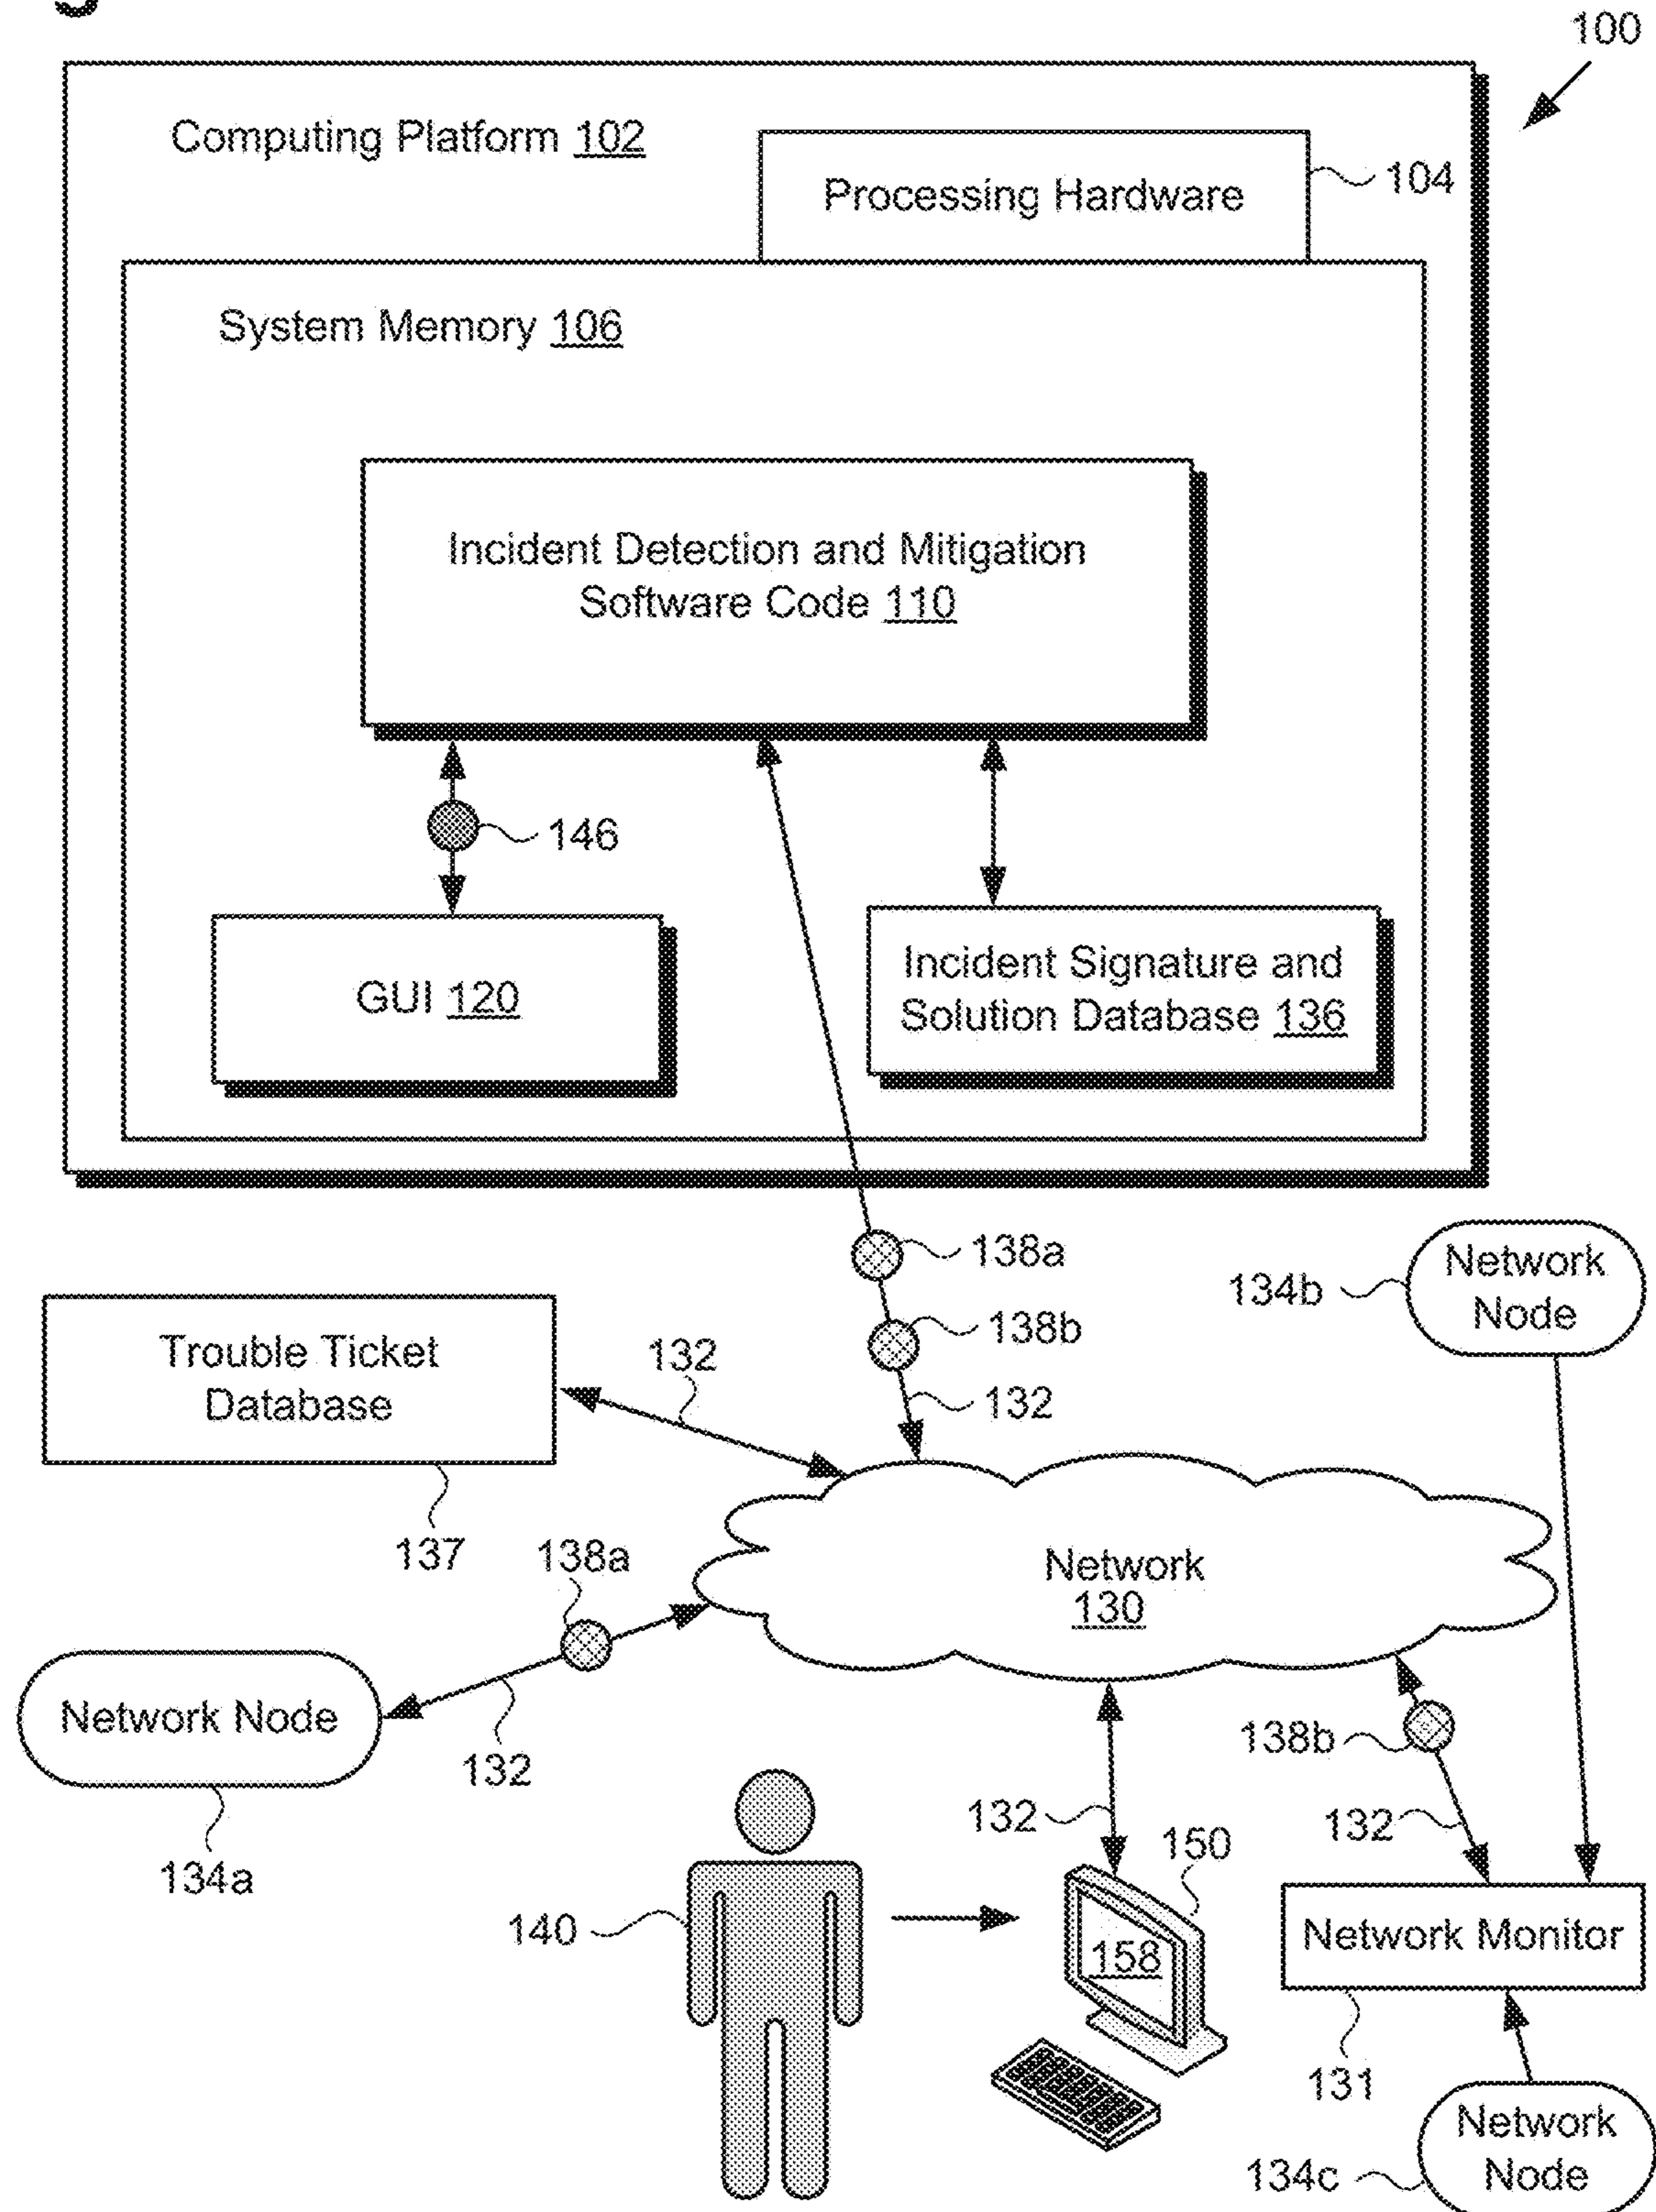 100
Computing Platform 102
Processing Hardware
104
System Memory 106
Incident Detection and Mitigation
Software Code 110
146
GUI 120
Incident Signature and
Solution Database 136
138a
134b
Network
Node
138b
Trouble Ticket
Database
132
132
137
138a
Network
130
Network Node
132
134a
138b
132
132
150
140
158
Network Monitor
131
Network
Node
134c